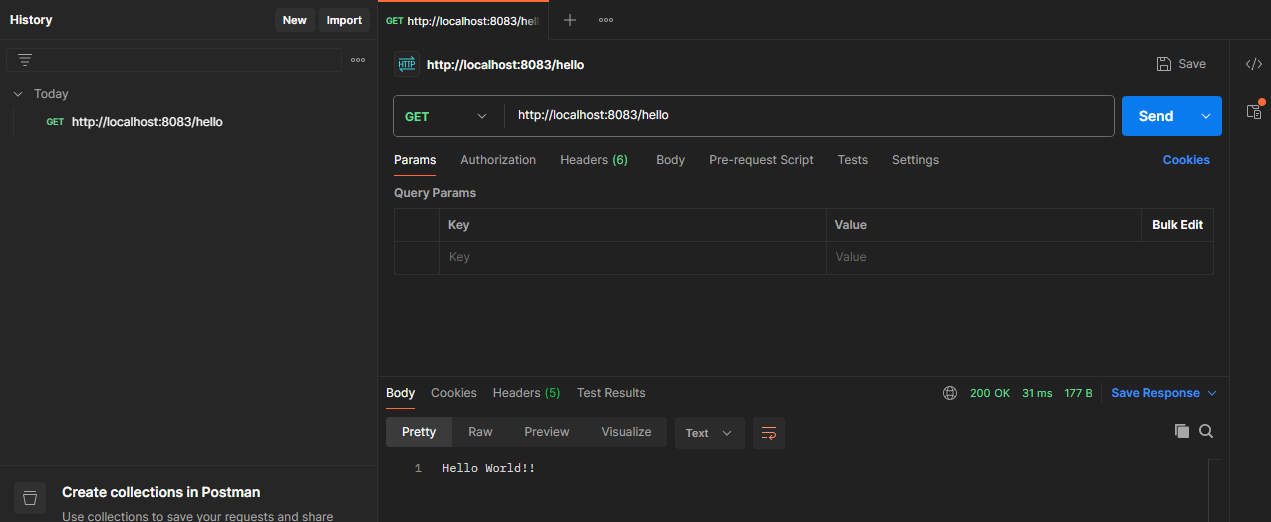 History
New
Import
Today
GET http://localhost:8083/hello
Create collections in Postman
Use collections to save your requests and share
GET http://localhost:8083/hell
HTTP http://localhost:8083/hello
Save
GET http://localhost:8083/hello
Send
Params Authorization Headers (6) Body Pre-request Script Tests Settings Cookies
Query Params
Key Value Bulk Edit
Key Value
Body Cookies Headers (5) Test Results 200 OK 31 ms 177 B Save Response
Pretty Raw Preview Visualize Text
1 Hello World!!